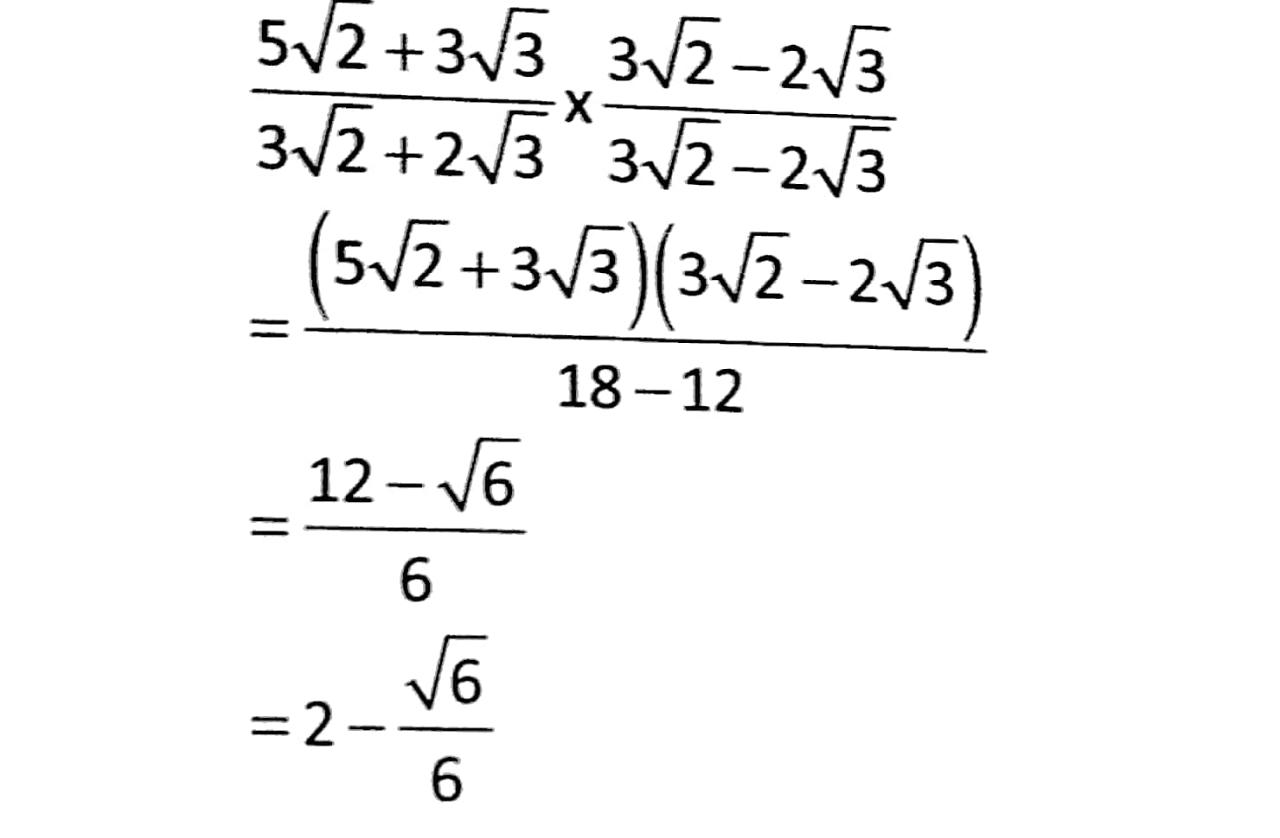 (5√2 + 3√3)/(3√2 + 2√3) x (3√2 − 2√3)/(3√2 − 2√3)
= (5√2 + 3√3)(3√2 − 2√3)/(18 − 12)
= (12 − √6)/6
= 2 − √6/6